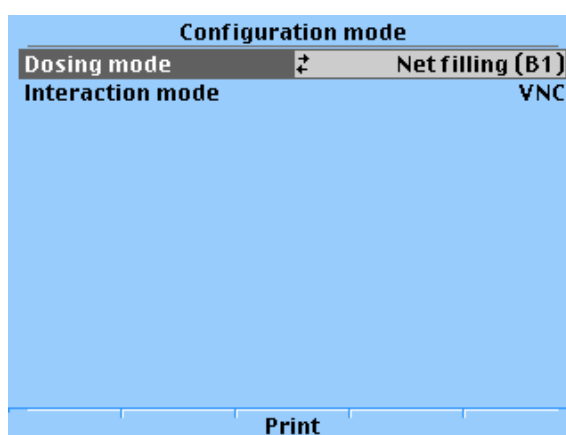 Configuration mode
Dosing mode Net filling (B1)
Interaction mode VNC
Print